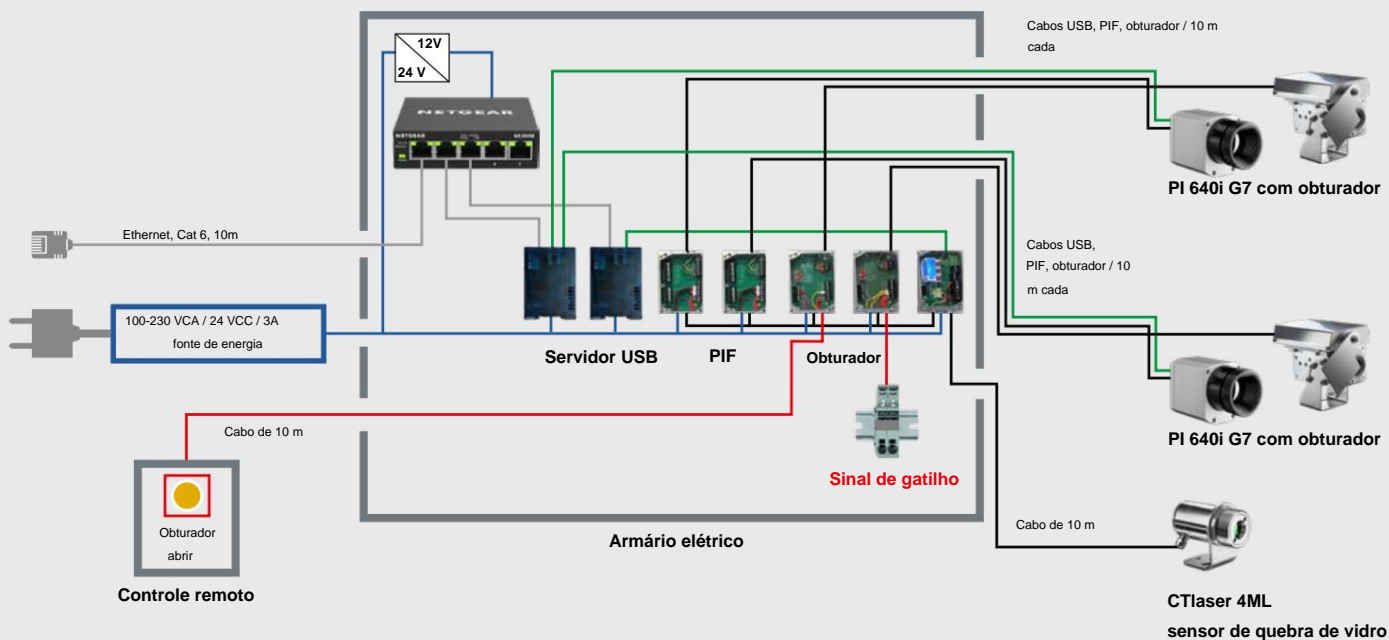 Cabos USB, PIF, obturador / 10 m
cada
12V
24 V
NETGEAR
NETGEAR
PI 640i G7 com obturador
Ethernet, Cat 6, 10m
Cabos USB,
PIF, obturador / 10
m cada
100-230 VCA / 24 VCC / 3A
fonte de energia
Servidor USB
PIF
Obturador
Cabo de 10 m
PI 640i G7 com obturador
Sinal de gatilho
Cabo de 10 m
Obturador
abrir
Armário elétrico
Controle remoto
CTlaser 4ML
sensor de quebra de vidro